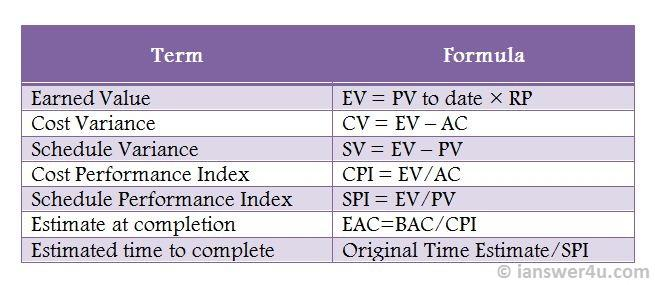 Term Formula
Earned Value EV = PV to date × RP
Cost Variance CV = EV – AC
Schedule Variance SV = EV – PV
Cost Performance Index CPI = EV/AC
Schedule Performance Index SPI = EV/PV
Estimate at completion EAC=BAC/CPI
Estimated time to complete Original Time Estimate/SPI
© ianswer4u.com